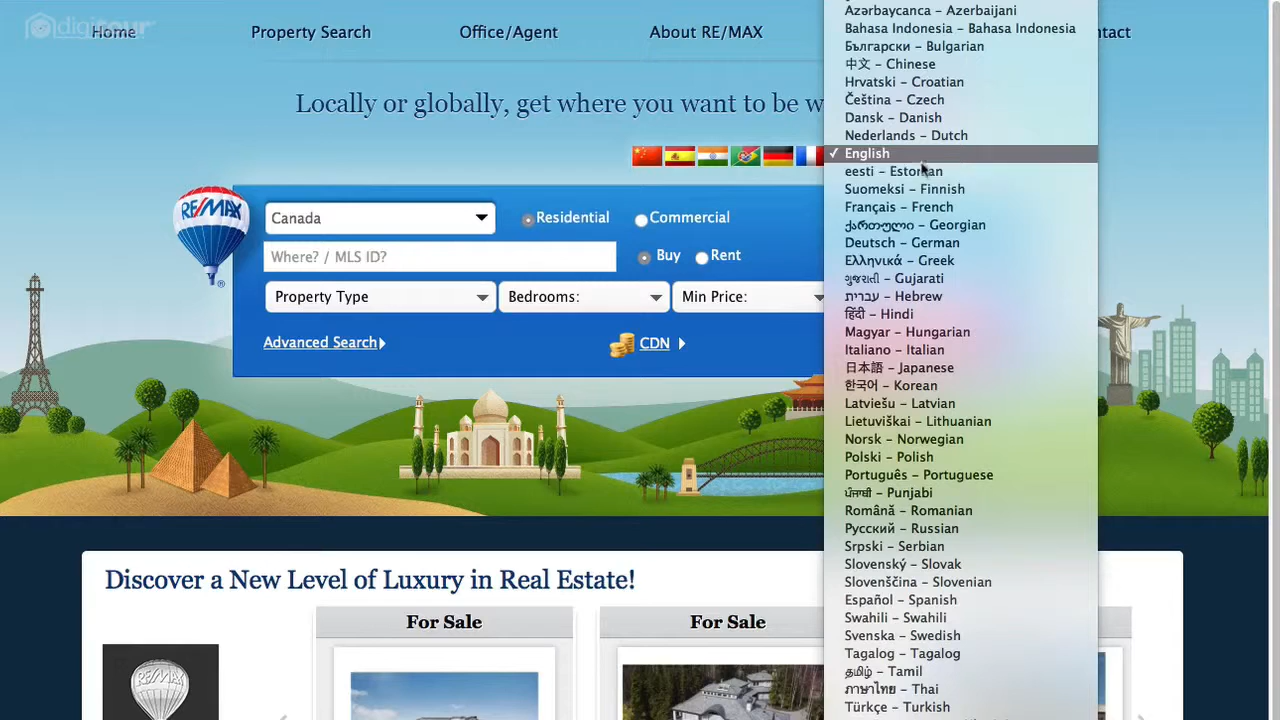 digitour
Home
Property Search
Office/Agent
About RE/MAX
ntact
Locally or globally, get where you want to be w
RE/MAX
Canada
Residential
Commercial
Where? / MLS ID?
Buy
Rent
Property Type
Bedrooms:
Min Price:
Advanced Search
CDN
Azərbaycanca – Azerbaijani
Bahasa Indonesia – Bahasa Indonesia
Български – Bulgarian
中文 – Chinese
Hrvatski – Croatian
Čeština – Czech
Dansk – Danish
Nederlands – Dutch
✓ English
eesti – Estonian
Suomeksi – Finnish
Français – French
ქართული – Georgian
Deutsch – German
Ελληνικά – Greek
ગુજરાતી – Gujarati
עברית – Hebrew
हिंदी – Hindi
Magyar – Hungarian
Italiano – Italian
日本語 – Japanese
한국어 – Korean
Latviešu – Latvian
Lietuviškai – Lithuanian
Norsk – Norwegian
Polski – Polish
Português – Portuguese
ਪੰਜਾਬੀ – Punjabi
Română – Romanian
Русский – Russian
Srpski – Serbian
Slovenský – Slovak
Slovenščina – Slovenian
Español – Spanish
Swahili – Swahili
Svenska – Swedish
Tagalog – Tagalog
தமிழ் – Tamil
ภาษาไทย – Thai
Türkçe – Turkish
Discover a New Level of Luxury in Real Estate!
For Sale
For Sale
RE/MAX